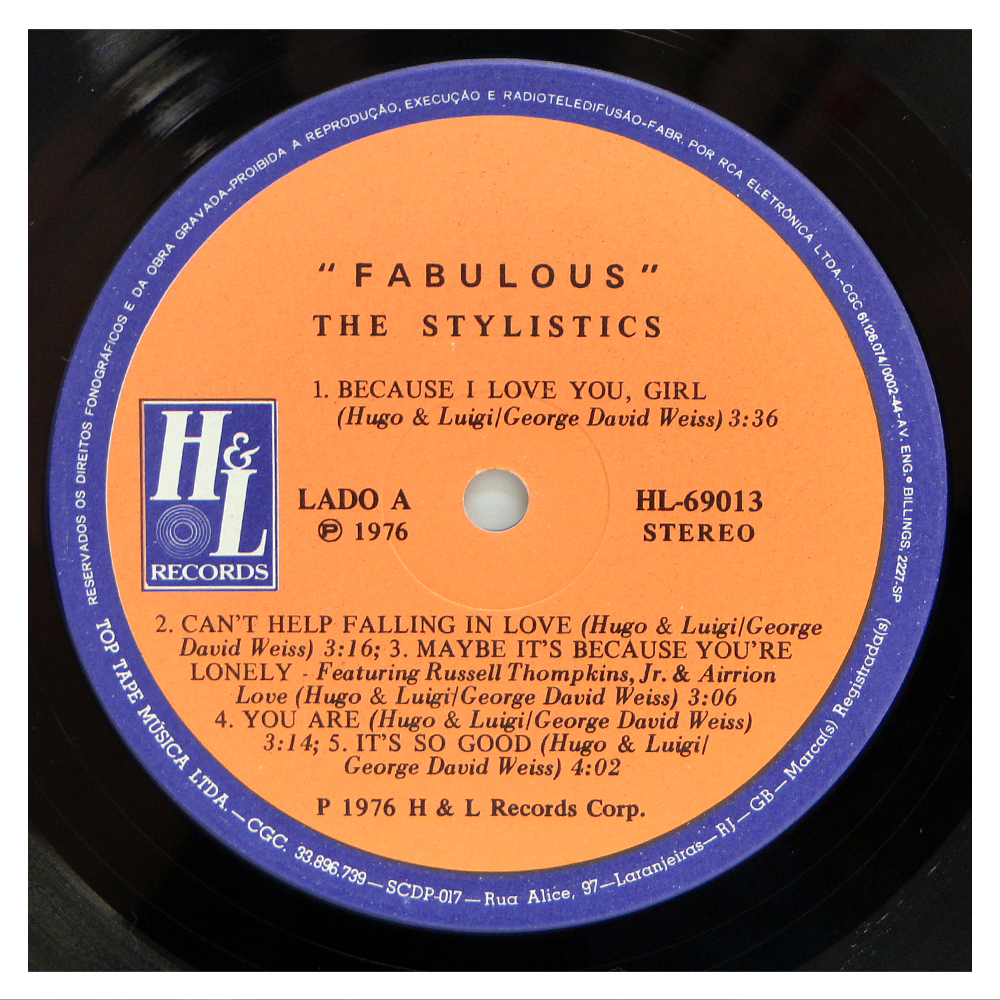 RESERVADOS OS DIREITOS FONOGRÁFICOS E DA OBRA GRAVADA-PROIBIDA A REPRODUÇÃO, EXECUÇÃO E RADIOTELEDIFUSÃO-FABR. POR RCA ELETRÔNICA LTDA.-CGC 61.126.074/0002-44-AV. ENG.º BILLINGS, 2227-SP
"FABULOUS"
THE STYLISTICS
1. BECAUSE I LOVE YOU, GIRL
(Hugo & Luigi/George David Weiss) 3:36
H&L
RECORDS
LADO A
℗ 1976
HL-69013
STEREO
2. CAN'T HELP FALLING IN LOVE (Hugo & Luigi/George
David Weiss) 3:16; 3. MAYBE IT'S BECAUSE YOU'RE
LONELY - Featuring Russell Thompkins, Jr. & Airrion
Love (Hugo & Luigi/George David Weiss) 3:06
4. YOU ARE (Hugo & Luigi/George David Weiss)
3:14; 5. IT'S SO GOOD (Hugo & Luigi/
George David Weiss) 4:02
P 1976 H & L Records Corp.
TOP TAPE MÚSICA LTDA. — CGC. 33.896.739 — SCDP-017 — Rua Alice, 97 — Laranjeiras — RJ — GB — Marca(s) Registrada(s)